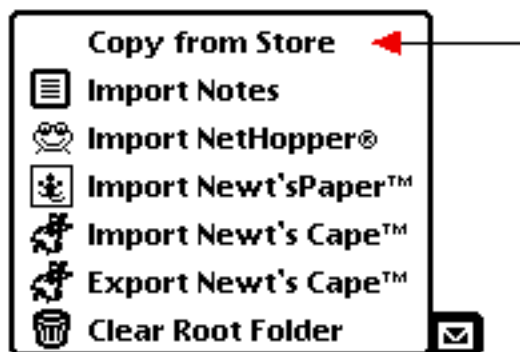 Copy from Store
Import Notes
Import NetHopper®
Import Newt'sPaper™
Import Newt's Cape™
Export Newt's Cape™
Clear Root Folder